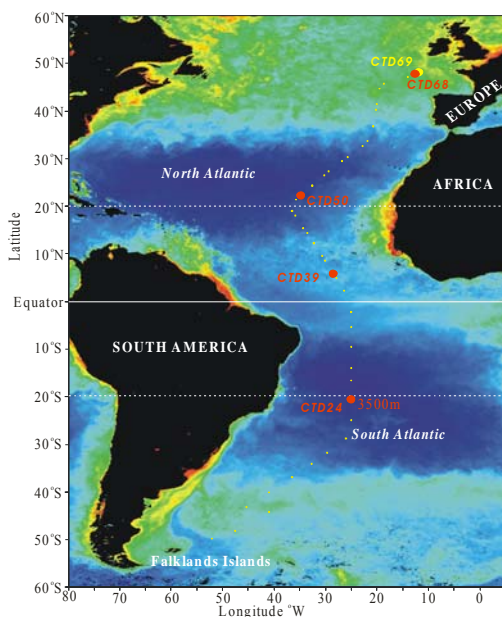 60°N
50°
40°
30°
20°
10°
Equator
10°S
20°S
30°S
40°S
50°S
60°S
Latitude
80
70
60
50
40
30
20
10
0
Longitude °W
CTD69
CTD68
EUROPE
North Atlantic
AFRICA
CTD39
SOUTH AMERICA
CTD24
3500m
South Atlantic
Falklands Islands